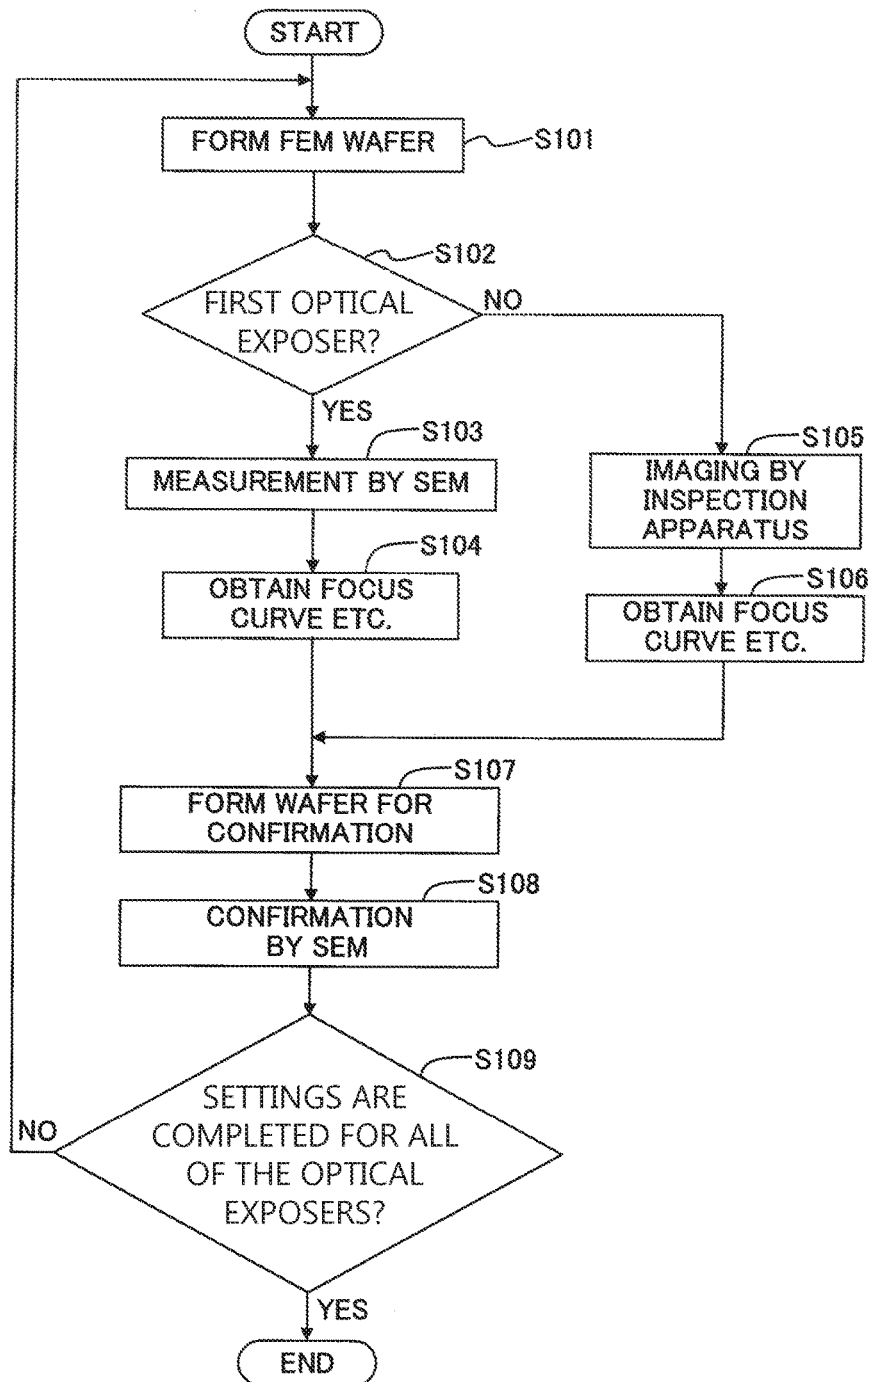 START
FORM FEM WAFER
S101
S102
FIRST OPTICAL
EXPOSER?
NO
YES
S103
MEASUREMENT BY SEM
S104
OBTAIN FOCUS
CURVE ETC.
S105
IMAGING BY
INSPECTION
APPARATUS
S106
OBTAIN FOCUS
CURVE ETC.
S107
FORM WAFER FOR
CONFIRMATION
S108
CONFIRMATION
BY SEM
S109
SETTINGS ARE
COMPLETED FOR ALL
OF THE OPTICAL
EXPOSERS?
NO
YES
END